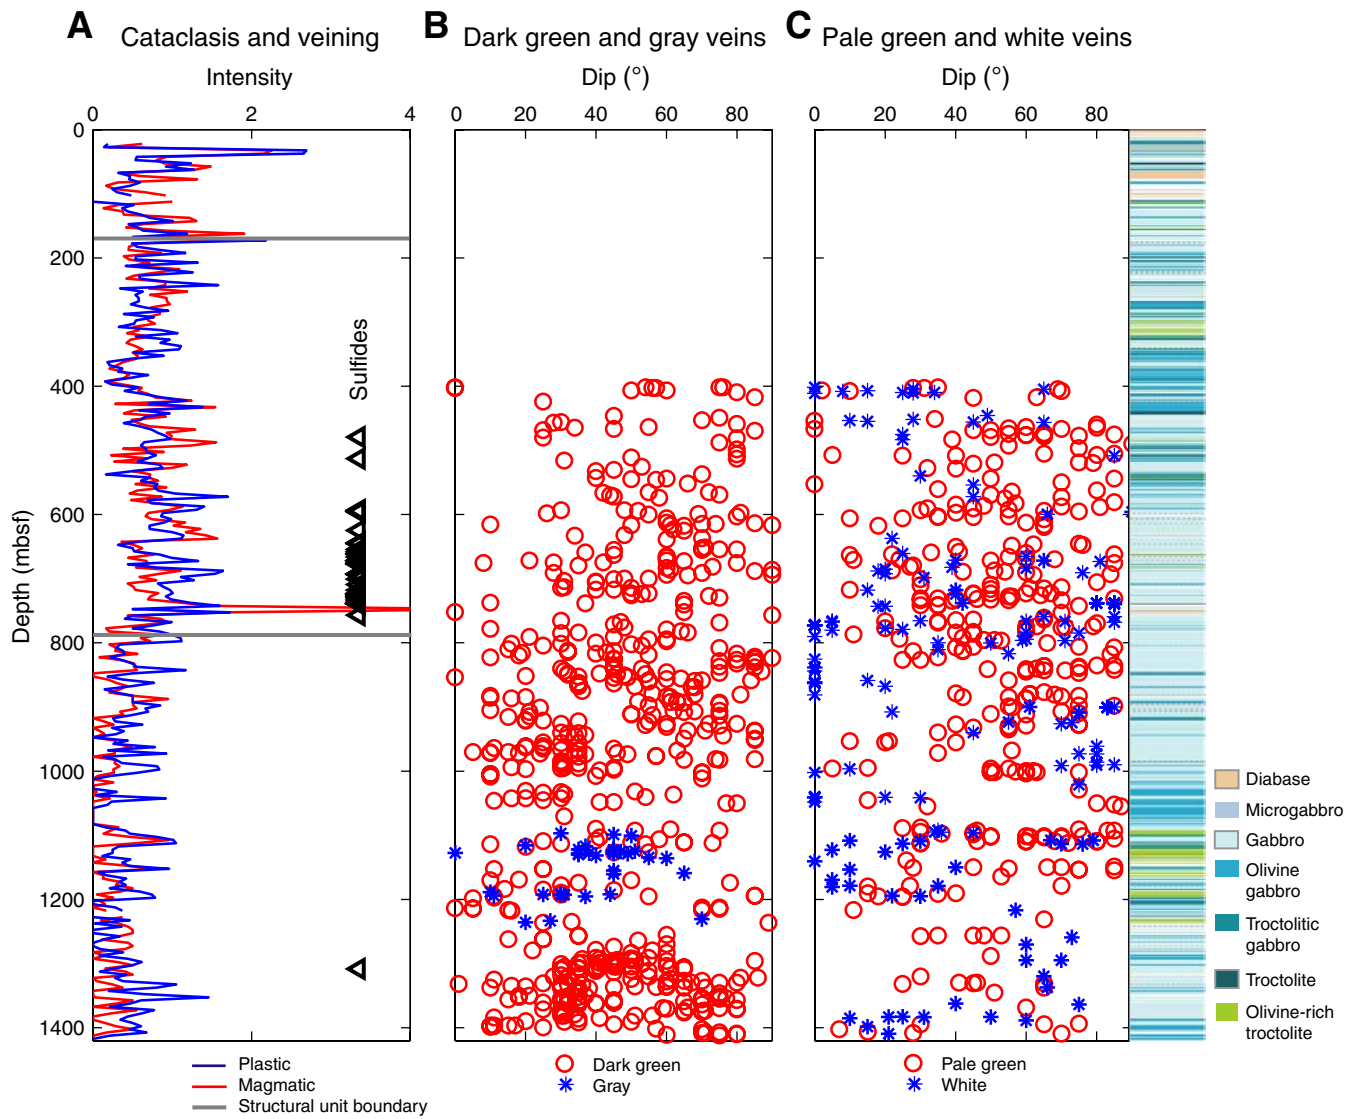 A Cataclasis and veining
Intensity
0 2 4
B Dark green and gray veins
Dip (°)
0 20 40 60 80
C Pale green and white veins
Dip (°)
0 20 40 60 80
Depth (mbsf)
0
200
400
600
800
1000
1200
1400
Sulfides
Plastic
Magmatic
Structural unit boundary
Dark green
Gray
Pale green
White
Diabase
Microgabbro
Gabbro
Olivine
gabbro
Troctolitic
gabbro
Troctolite
Olivine-rich
troctolite